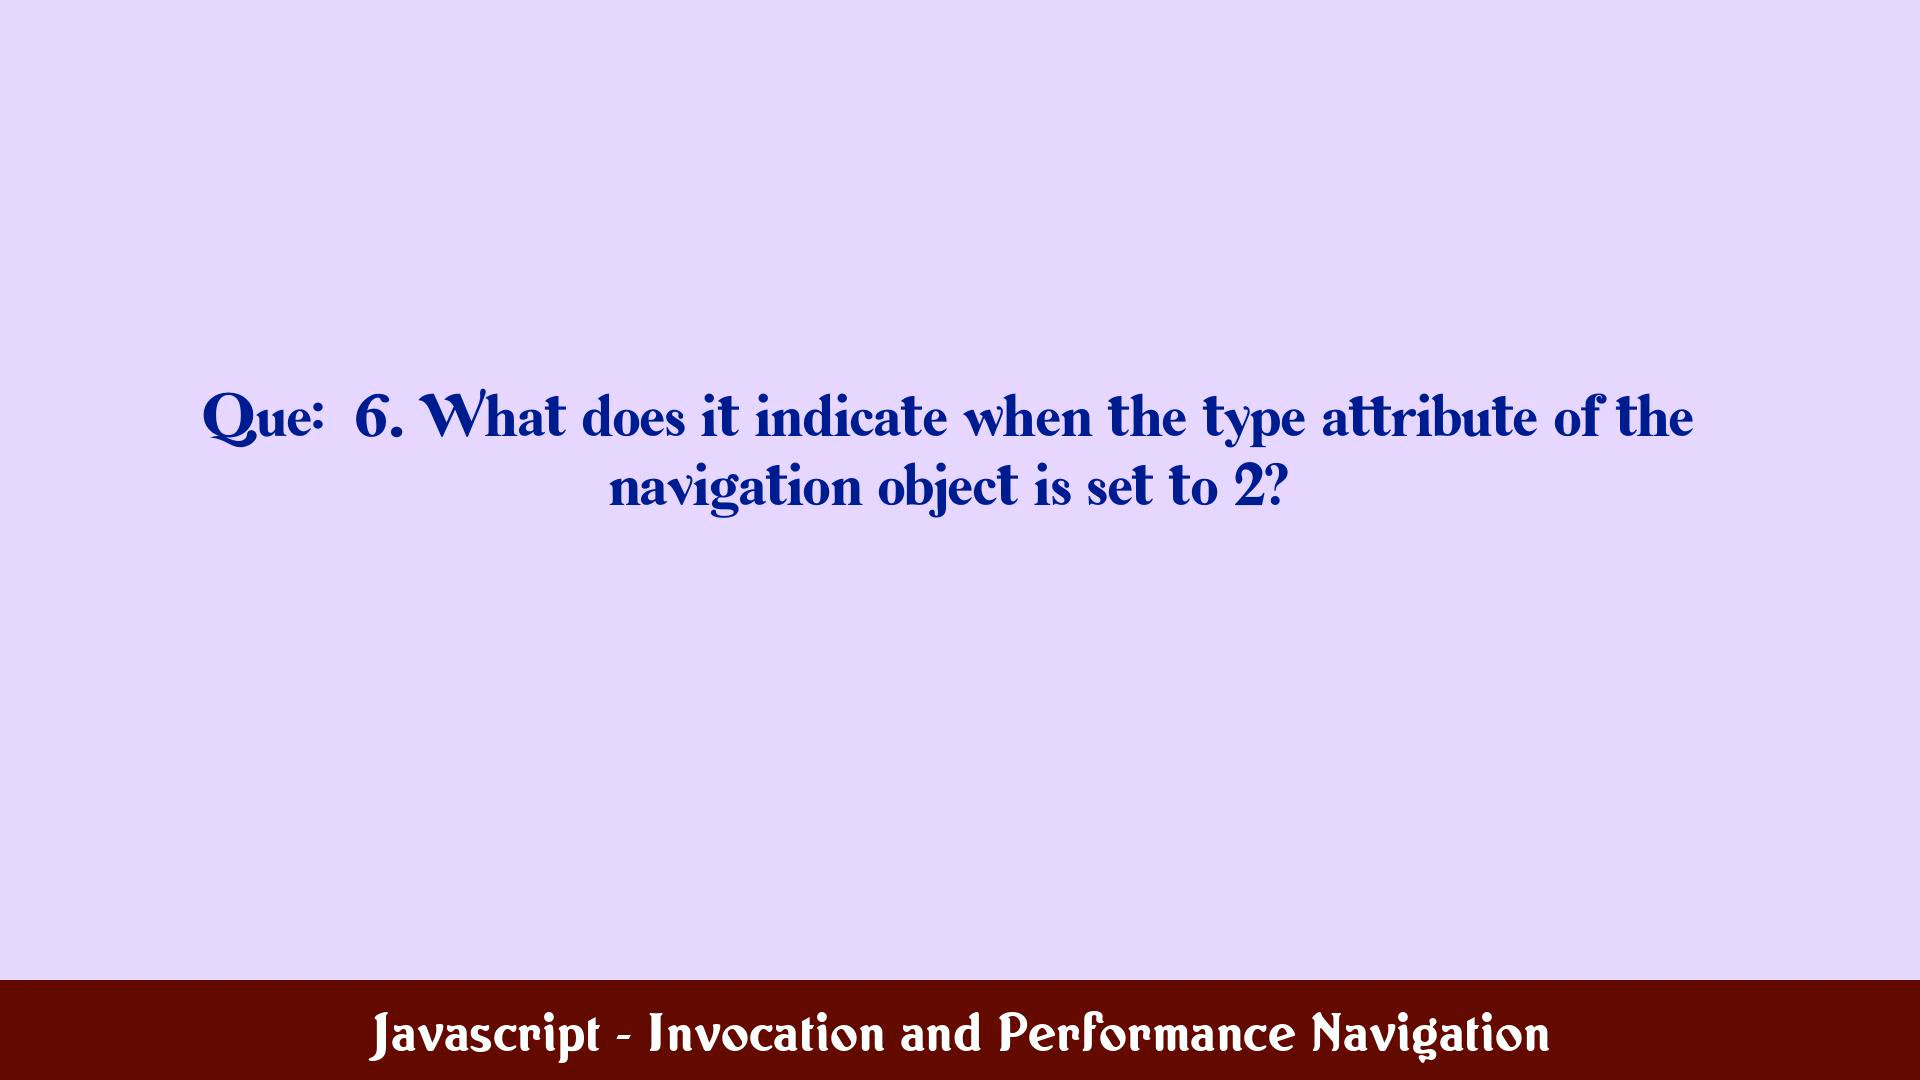 Que:  6. What does it indicate when the type attribute of the
navigation object is set to 2?
Javascript - Invocation and Performance Navigation